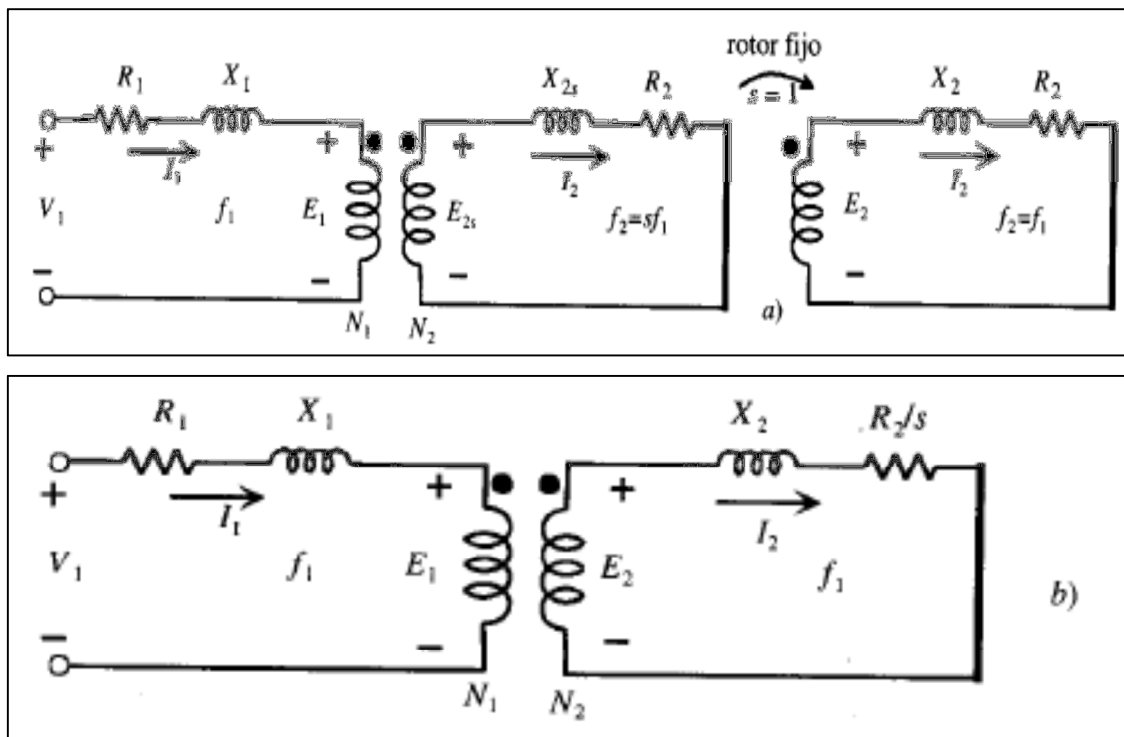 rotor fijo
s = 1
R₁ X₁ X₂ₛ R₂ X₂ R₂
+ + + +
I₁ I₂ I₂
V₁ f₁ E₁ E₂ₛ f₂=sf₁ E₂ f₂=f₁
− − − −
N₁ N₂ a)
R₁ X₁ X₂ R₂/s
+ + +
I₁ I₂
V₁ f₁ E₁ E₂ f₁ b)
− − −
N₁ N₂